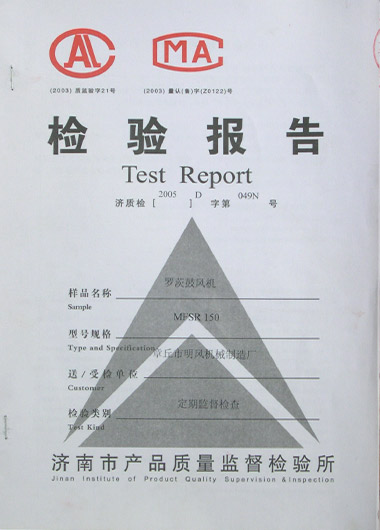 CAL CMA
(2003) 质监验字21号 (2003) 量认(鲁)字(Z0122)号
检验报告
Test Report
济质检 [ 2005 ] D 字第 049N 号
样品名称 罗茨鼓风机
Sample
型号规格 MFSR 150
Type and Specification
章丘市明风机械制造厂
送/受检单位
Customer
检验类别 定期监督检查
Test Kind
济南市产品质量监督检验所
Jinan Institute of Product Quality Supervision & Inspection